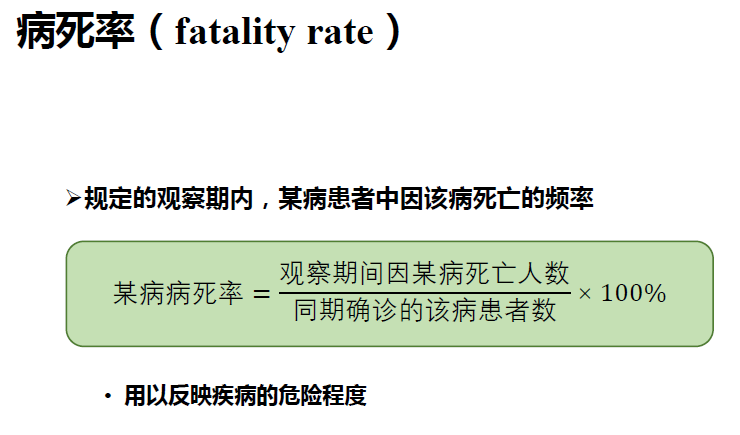 病死率（fatality rate）
➢规定的观察期内，某病患者中因该病死亡的频率
某病病死率 = 观察期间因某病死亡人数 / 同期确诊的该病患者数 × 100%
• 用以反映疾病的危险程度